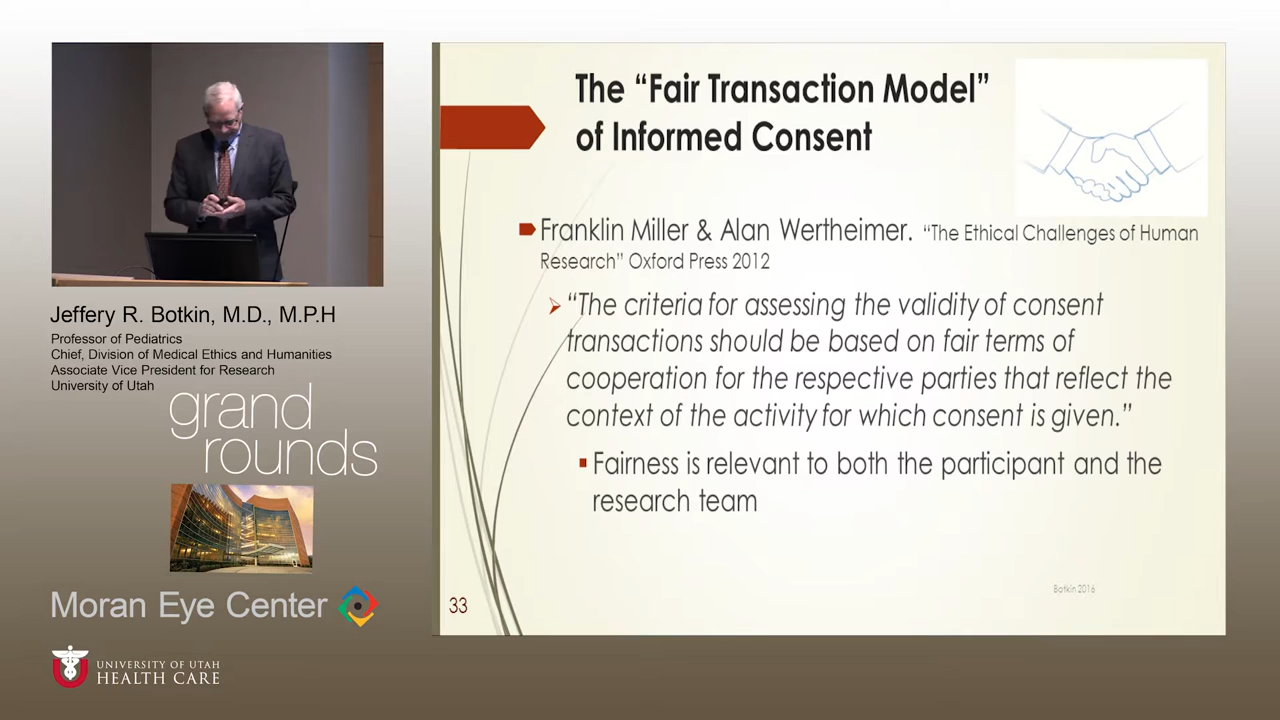 Jeffery R. Botkin, M.D., M.P.H
Professor of Pediatrics
Chief, Division of Medical Ethics and Humanities
Associate Vice President for Research
University of Utah
grand
rounds
Moran Eye Center
UNIVERSITY OF UTAH
HEALTH CARE
The “Fair Transaction Model”
of Informed Consent
Franklin Miller & Alan Wertheimer. “The Ethical Challenges of Human
Research” Oxford Press 2012
“The criteria for assessing the validity of consent
transactions should be based on fair terms of
cooperation for the respective parties that reflect the
context of the activity for which consent is given.”
Fairness is relevant to both the participant and the
research team
Botkin 2016
33